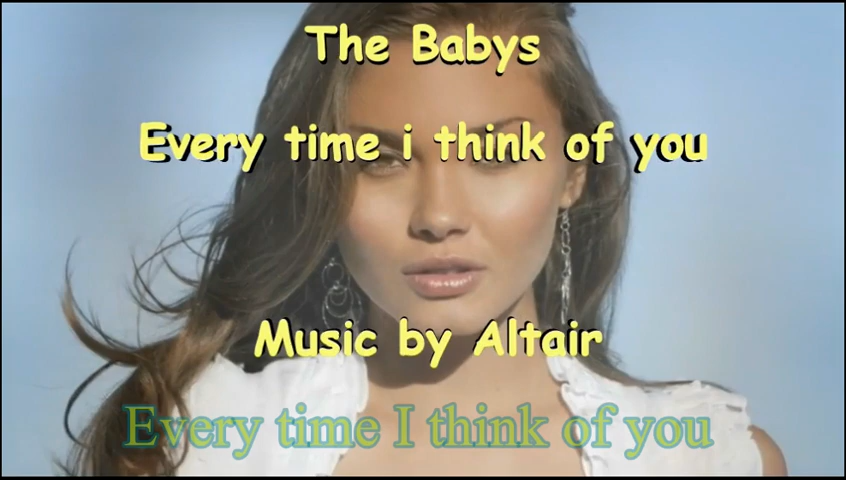 The Babys
Every time i think of you
Music by Altair
Every time I think of you